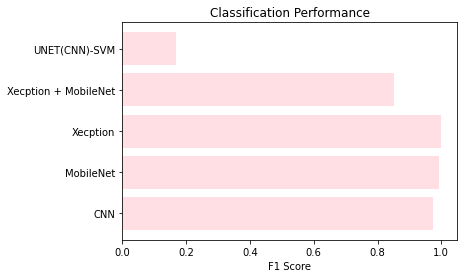 Classification Performance
UNET(CNN)-SVM
Xecption + MobileNet
Xecption
MobileNet
CNN
0.0 0.2 0.4 0.6 0.8 1.0
F1 Score